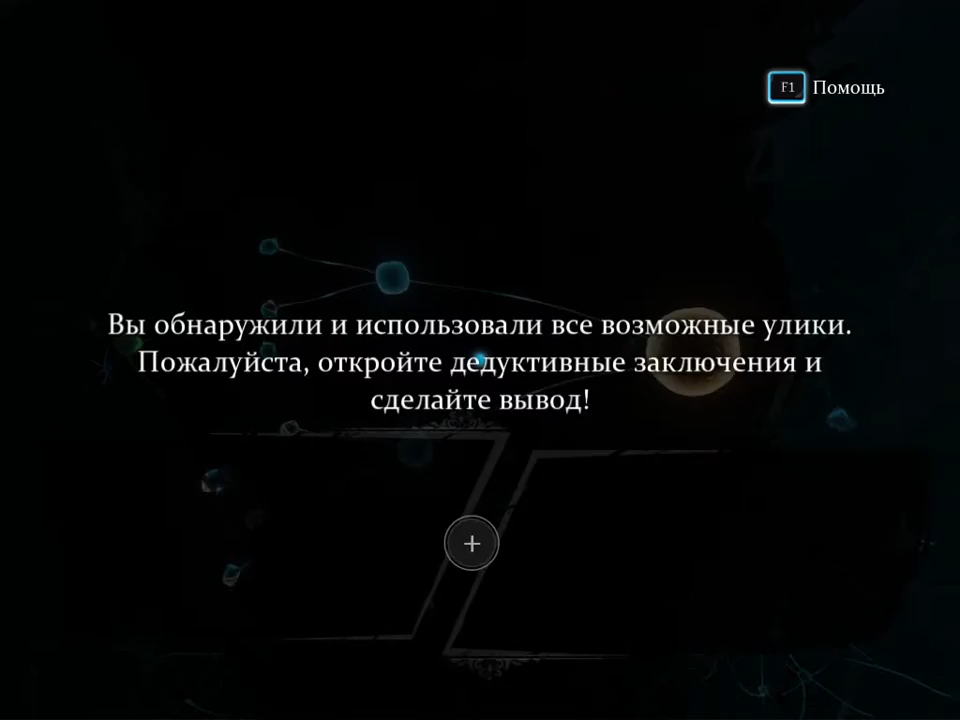 F1 Помощь
Вы обнаружили и использовали все возможные улики.
Пожалуйста, откройте дедуктивные заключения и
сделайте вывод!
+